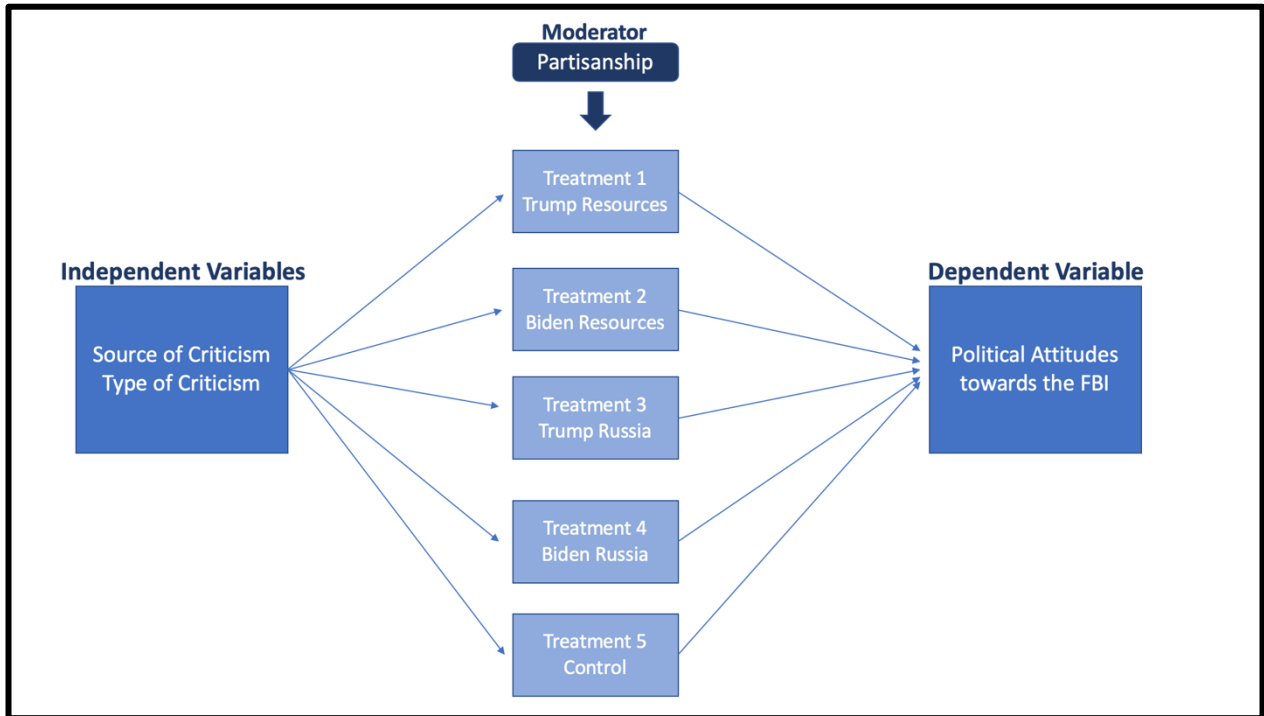 Moderator
Partisanship
Treatment 1
Trump Resources
Independent Variables
Source of Criticism
Type of Criticism
Treatment 2
Biden Resources
Treatment 3
Trump Russia
Treatment 4
Biden Russia
Treatment 5
Control
Dependent Variable
Political Attitudes
towards the FBI